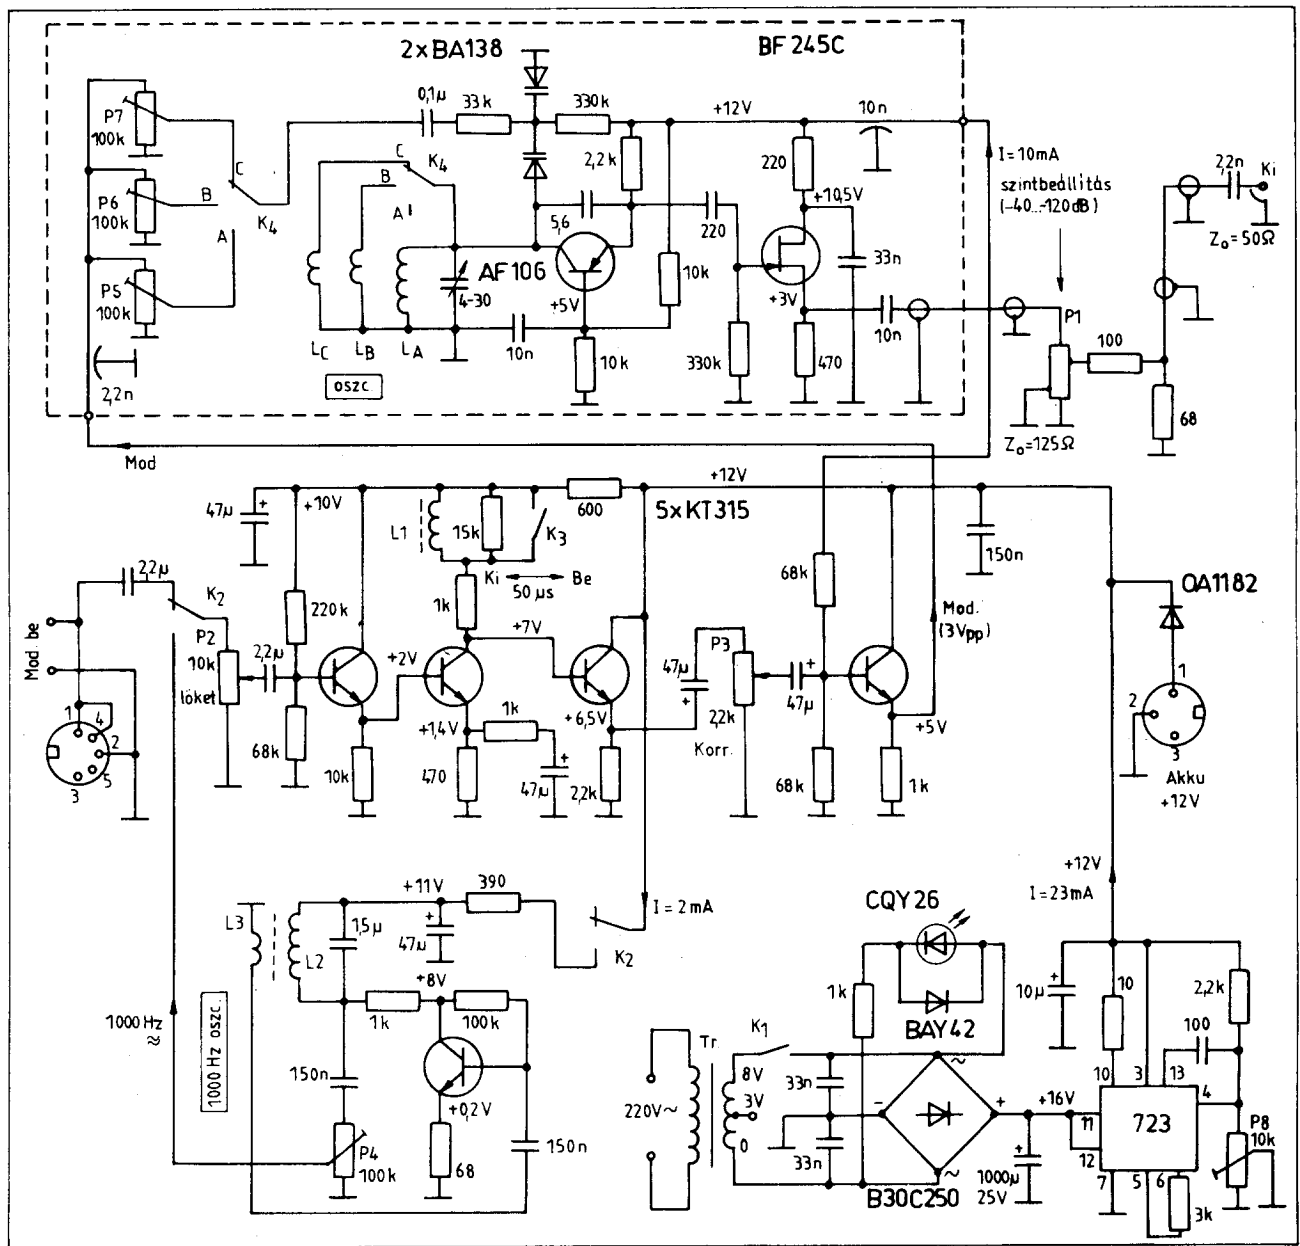 2xBA138
BF245C
P7
100k
P6
100k
P5
100k
2,2n
C
B
A
K4
0,1µ
33k
330k
2,2k
+12V
10n
I=10mA
C
K4
B
A'
5,6
AF106
4-30
+5V
10n
10k
10k
LC
LB
LA
oszc.
220
220
+10,5V
33n
+3V
10n
330k
470
szintbeállítás
(-40...-120dB)
2,2n
Ki
Zo=50Ω
P1
100
68
Zo=125Ω
Mod
47µ
+
+10V
L1
15k
K3
600
5xKT315
+12V
150n
Ki
Be
50 µs
1k
2,2µ
K2
P2
10k
löket
2,2µ
220k
68k
+2V
10k
+7V
+1,4V
470
1k
47µ
+
+6,5V
2,2k
47µ
+
P3
2,2k
Korr.
47µ
+
68k
68k
Mod.
(3Vpp)
+5V
1k
OA1182
1
2
3
Akku
+12V
Mod. be
1
4
2
5
3
L3
L2
1,5µ
+11V
47µ
+
390
K2
I=2mA
+8V
1k
100k
1000Hz
≈
1000 Hz oszc.
150n
+0,2V
P4
100k
68
150n
220V~
Tr.
K1
8V
3V
0
33n
33n
1k
CQY26
BAY42
~
-
+
~
B30C250
+16V
1000µ
25V
+
+12V
I=23mA
10µ
+
10
2,2k
100
10
3
13
4
11
12
7
5
6
723
3k
P8
10k